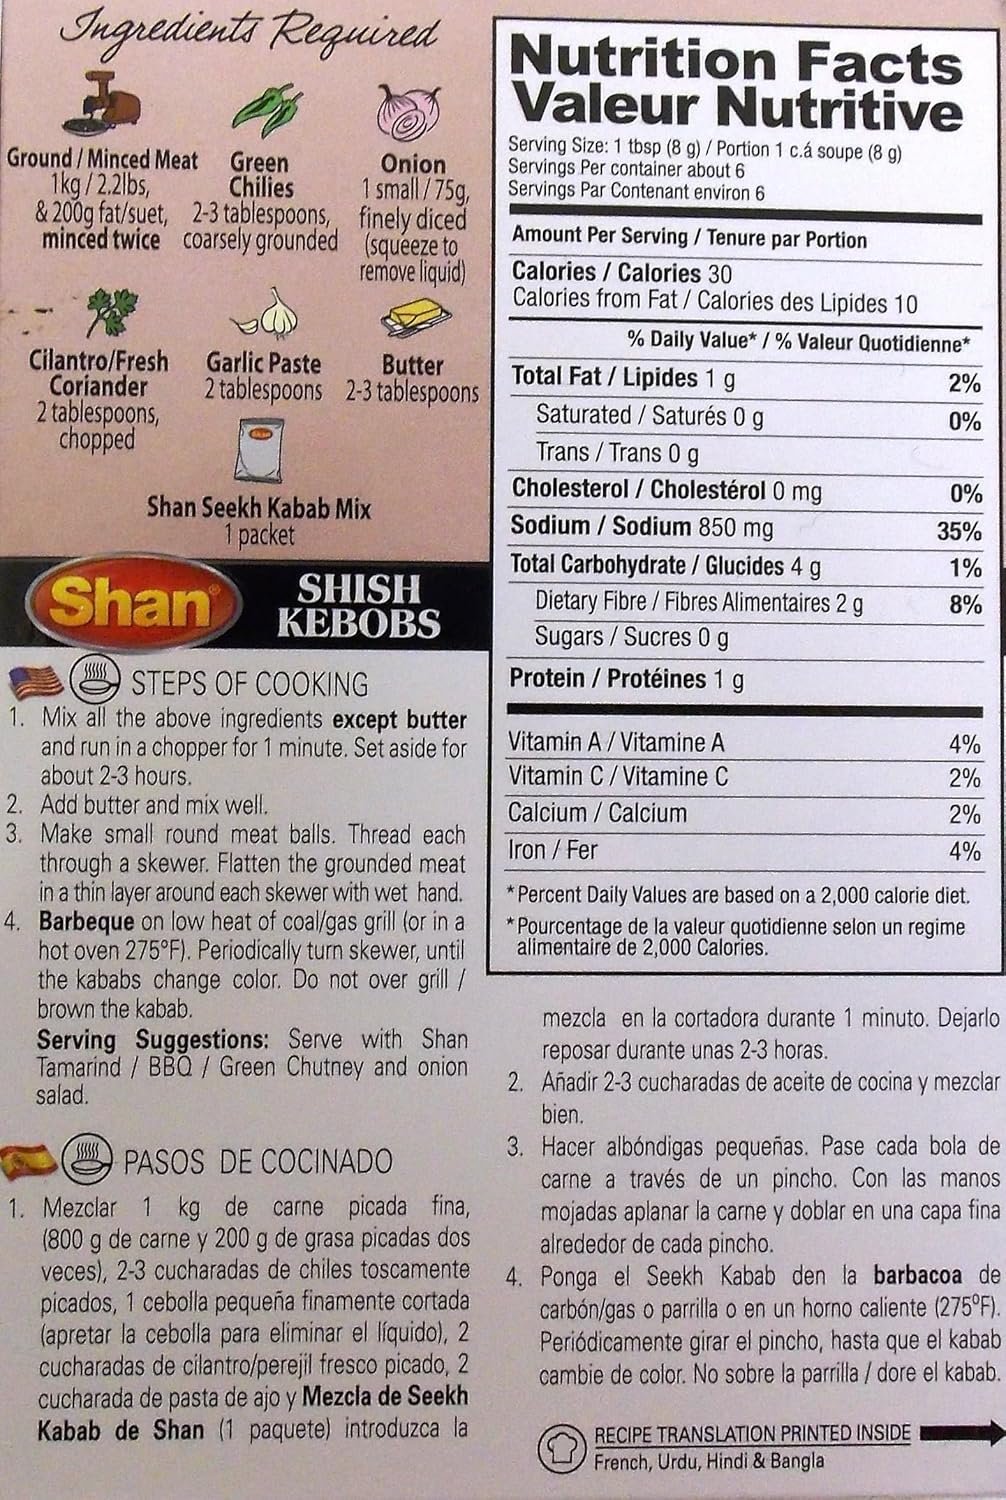 Ingredients Required
Ground / Minced Meat
1kg / 2.2lbs,
& 200g fat/suet,
minced twice
Green
Chilies
2-3 tablespoons,
coarsely grounded
Onion
1 small / 75g,
finely diced
(squeeze to
remove liquid)
Cilantro/Fresh
Coriander
2 tablespoons,
chopped
Garlic Paste
2 tablespoons
Butter
2-3 tablespoons
Shan
Shan Seekh Kabab Mix
1 packet
Shan®
SHISH
KEBOBS
STEPS OF COOKING
1. Mix all the above ingredients except butter
and run in a chopper for 1 minute. Set aside for
about 2-3 hours.
2. Add butter and mix well.
3. Make small round meat balls. Thread each
through a skewer. Flatten the grounded meat
in a thin layer around each skewer with wet hand.
4. Barbeque on low heat of coal/gas grill (or in a
hot oven 275°F). Periodically turn skewer, until
the kababs change color. Do not over grill /
brown the kabab.
Serving Suggestions: Serve with Shan
Tamarind / BBQ / Green Chutney and onion
salad.
PASOS DE COCINADO
1. Mezclar 1 kg de carne picada fina,
(800 g de carne y 200 g de grasa picadas dos
veces), 2-3 cucharadas de chiles toscamente
picados, 1 cebolla pequeña finamente cortada
(apretar la cebolla para eliminar el líquido), 2
cucharadas de cilantro/perejil fresco picado, 2
cucharada de pasta de ajo y Mezcla de Seekh
Kabab de Shan (1 paquete) introduzca la
Nutrition Facts
Valeur Nutritive
Serving Size: 1 tbsp (8 g) / Portion 1 c.á soupe (8 g)
Servings Per container about 6
Servings Par Contenant environ 6
Amount Per Serving / Tenure par Portion
Calories / Calories 30
Calories from Fat / Calories des Lipides 10
% Daily Value* / % Valeur Quotidienne*
Total Fat / Lipides 1 g 2%
Saturated / Saturés 0 g 0%
Trans / Trans 0 g
Cholesterol / Cholestérol 0 mg 0%
Sodium / Sodium 850 mg 35%
Total Carbohydrate / Glucides 4 g 1%
Dietary Fibre / Fibres Alimentaires 2 g 8%
Sugars / Sucres 0 g
Protein / Protéines 1 g
Vitamin A / Vitamine A 4%
Vitamin C / Vitamine C 2%
Calcium / Calcium 2%
Iron / Fer 4%
*Percent Daily Values are based on a 2,000 calorie diet.
*Pourcentage de la valeur quotidienne selon un regime
alimentaire de 2,000 Calories.
mezcla en la cortadora durante 1 minuto. Dejarlo
reposar durante unas 2-3 horas.
2. Añadir 2-3 cucharadas de aceite de cocina y mezclar
bien.
3. Hacer albóndigas pequeñas. Pase cada bola de
carne a través de un pincho. Con las manos
mojadas aplanar la carne y doblar en una capa fina
alrededor de cada pincho.
4. Ponga el Seekh Kabab den la barbacoa de
carbón/gas o parrilla o en un horno caliente (275ºF).
Periódicamente girar el pincho, hasta que el kabab
cambie de color. No sobre la parrilla / dore el kabab.
RECIPE TRANSLATION PRINTED INSIDE
French, Urdu, Hindi & Bangla